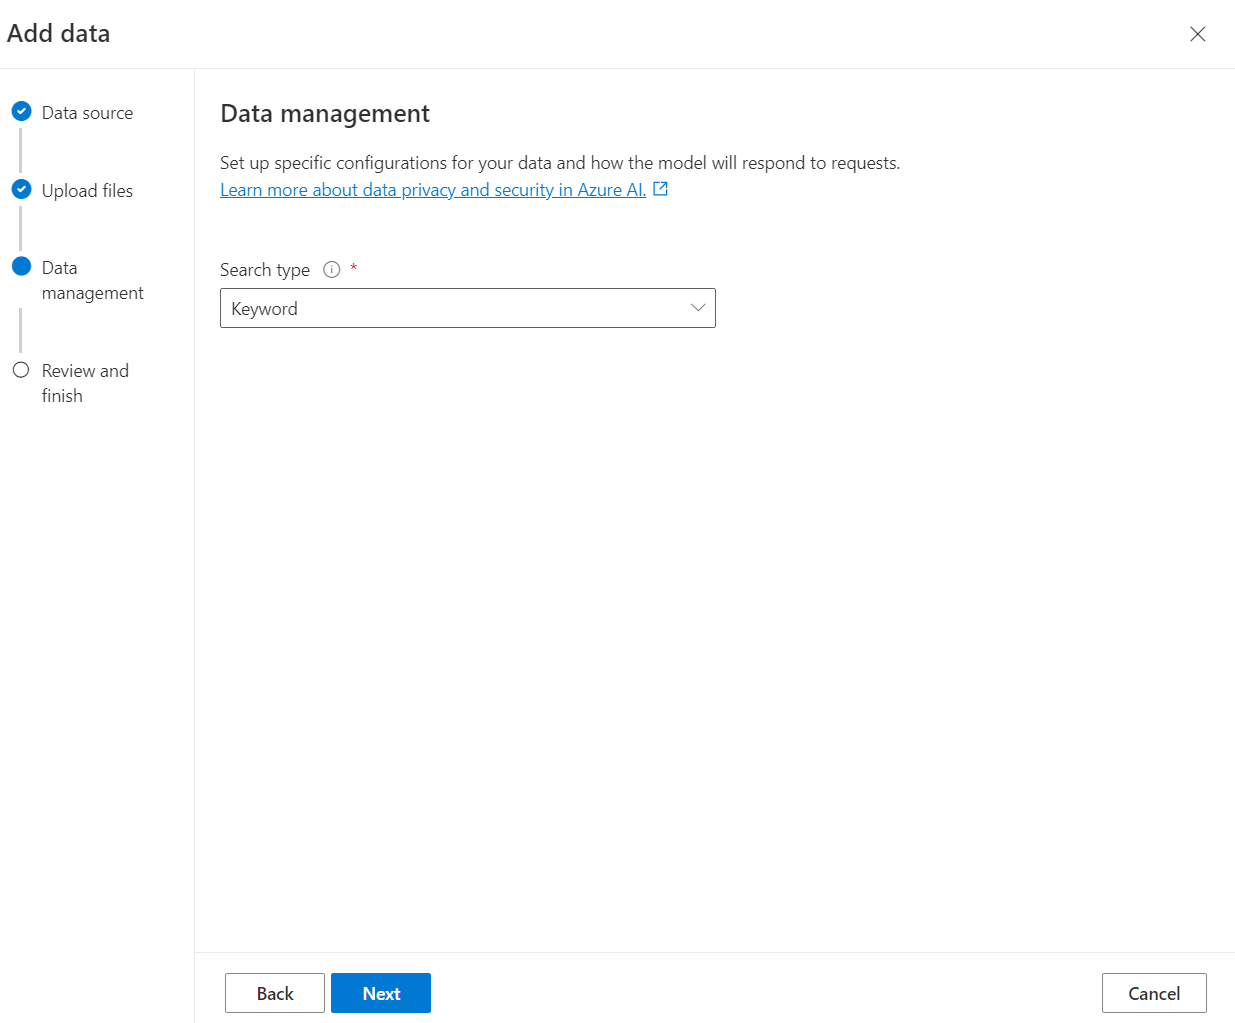 Add data
Data source
Upload files
Data
management
Review and
finish
Data management
Set up specific configurations for your data and how the model will respond to requests.
Learn more about data privacy and security in Azure AI.
Search type *
Keyword
Back
Next
Cancel